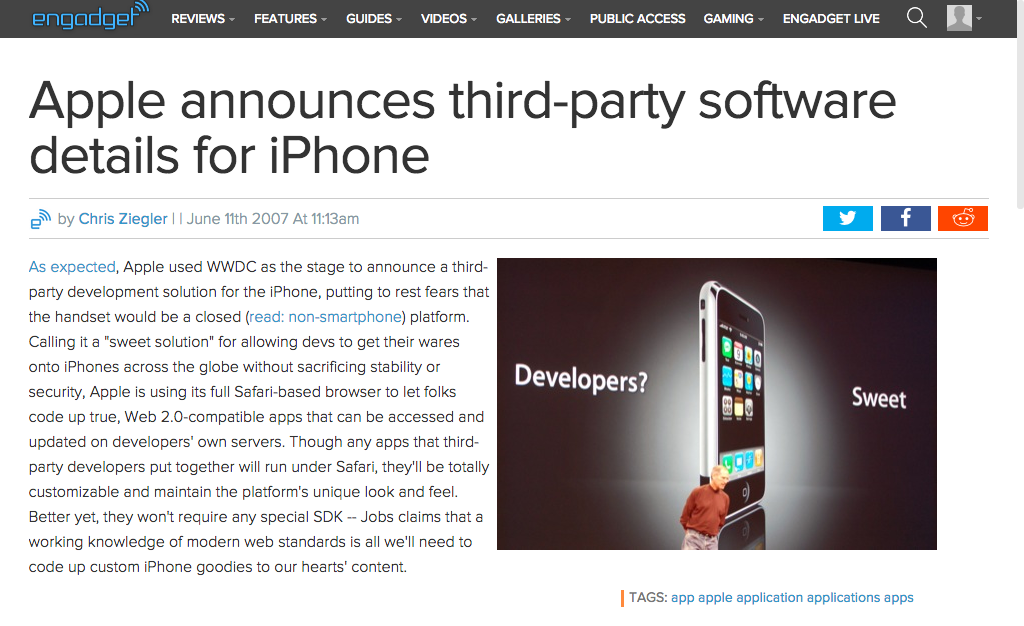 engadget REVIEWS FEATURES GUIDES VIDEOS GALLERIES PUBLIC ACCESS GAMING ENGADGET LIVE
Apple announces third-party software
details for iPhone
by Chris Ziegler | | June 11th 2007 At 11:13am
As expected, Apple used WWDC as the stage to announce a third-
party development solution for the iPhone, putting to rest fears that
the handset would be a closed (read: non-smartphone) platform.
Calling it a "sweet solution" for allowing devs to get their wares
onto iPhones across the globe without sacrificing stability or
security, Apple is using its full Safari-based browser to let folks
code up true, Web 2.0-compatible apps that can be accessed and
updated on developers' own servers. Though any apps that third-
party developers put together will run under Safari, they'll be totally
customizable and maintain the platform's unique look and feel.
Better yet, they won't require any special SDK -- Jobs claims that a
working knowledge of modern web standards is all we'll need to
code up custom iPhone goodies to our hearts' content.
Developers?
Sweet
TAGS: app apple application applications apps